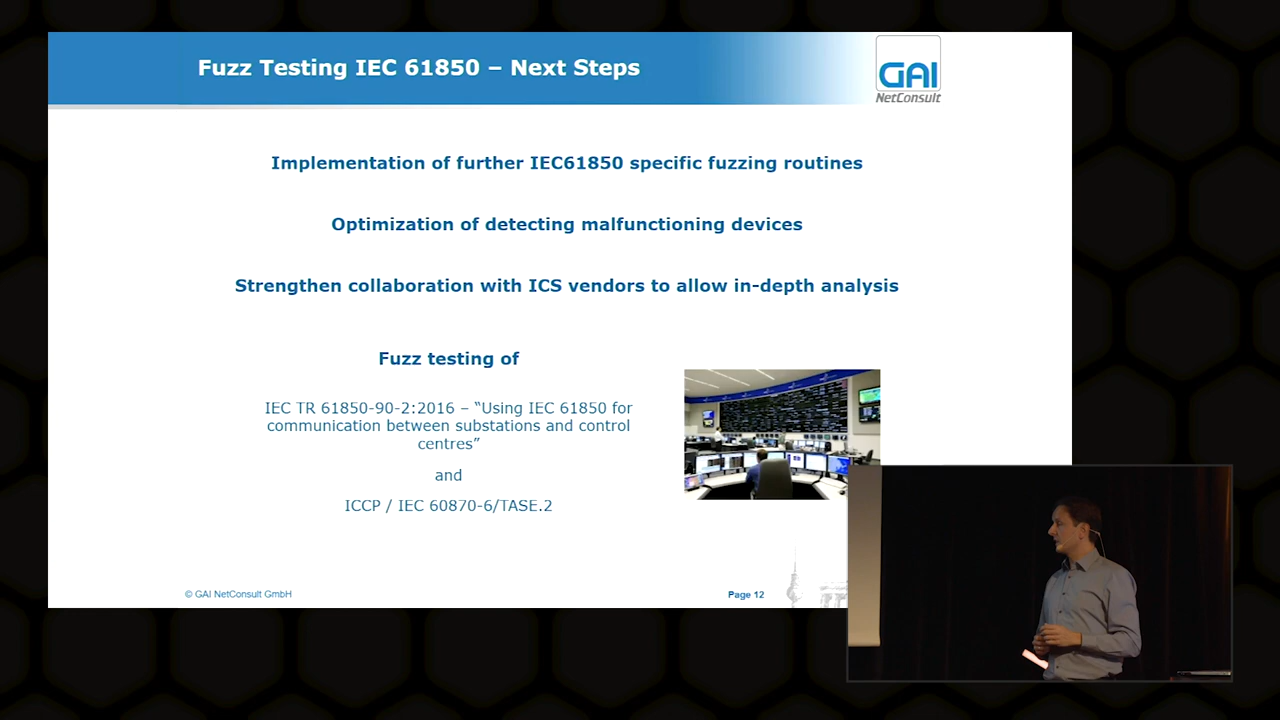 Fuzz Testing IEC 61850 – Next Steps
GAI
NetConsult
Implementation of further IEC61850 specific fuzzing routines
Optimization of detecting malfunctioning devices
Strengthen collaboration with ICS vendors to allow in-depth analysis
Fuzz testing of
IEC TR 61850-90-2:2016 – “Using IEC 61850 for
communication between substations and control
centres”
and
ICCP / IEC 60870-6/TASE.2
© GAI NetConsult GmbH
Page 12